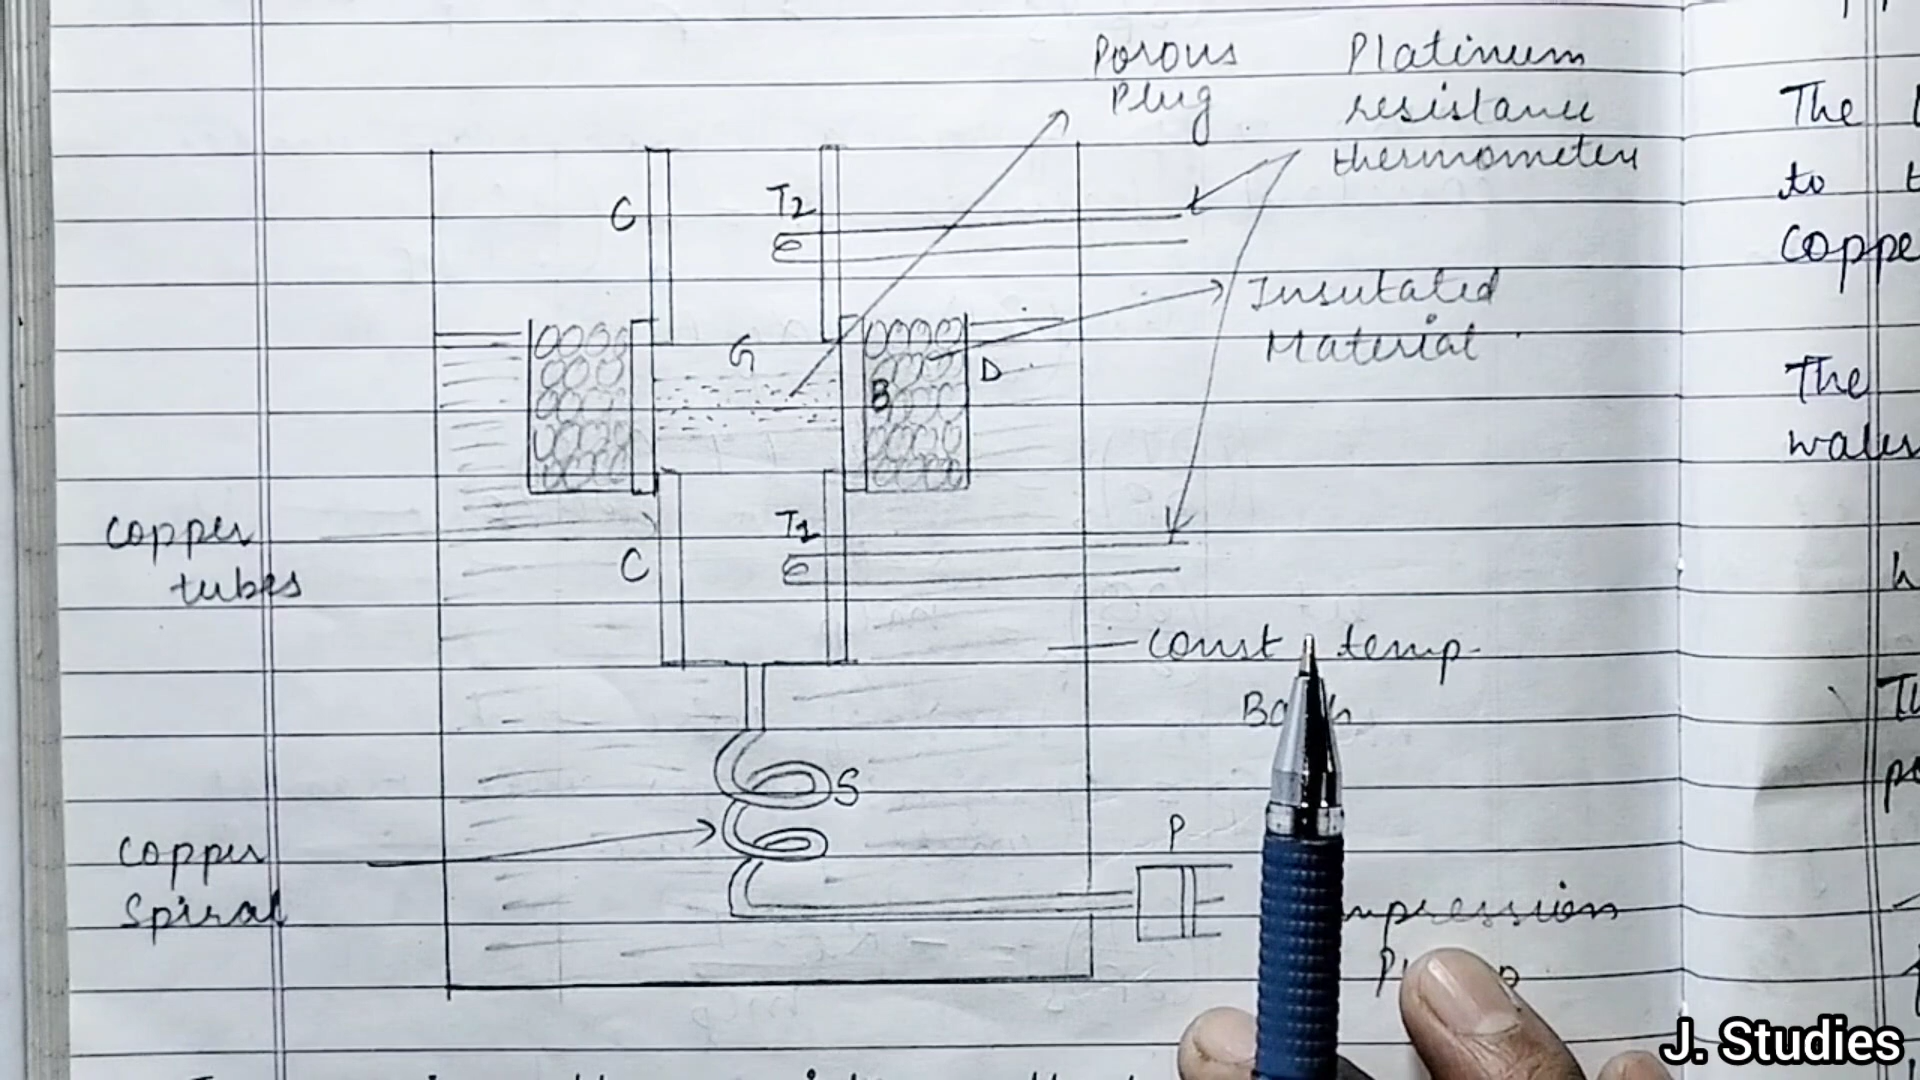 Porous
Plug
Platinum
resistance
thermometer
C
T2
Insulated
Material
G
B
D
Copper
tubes
C
T1
Const temp.
S
Copper
Spiral
P
The
to
Coppe
The
water
J. Studies